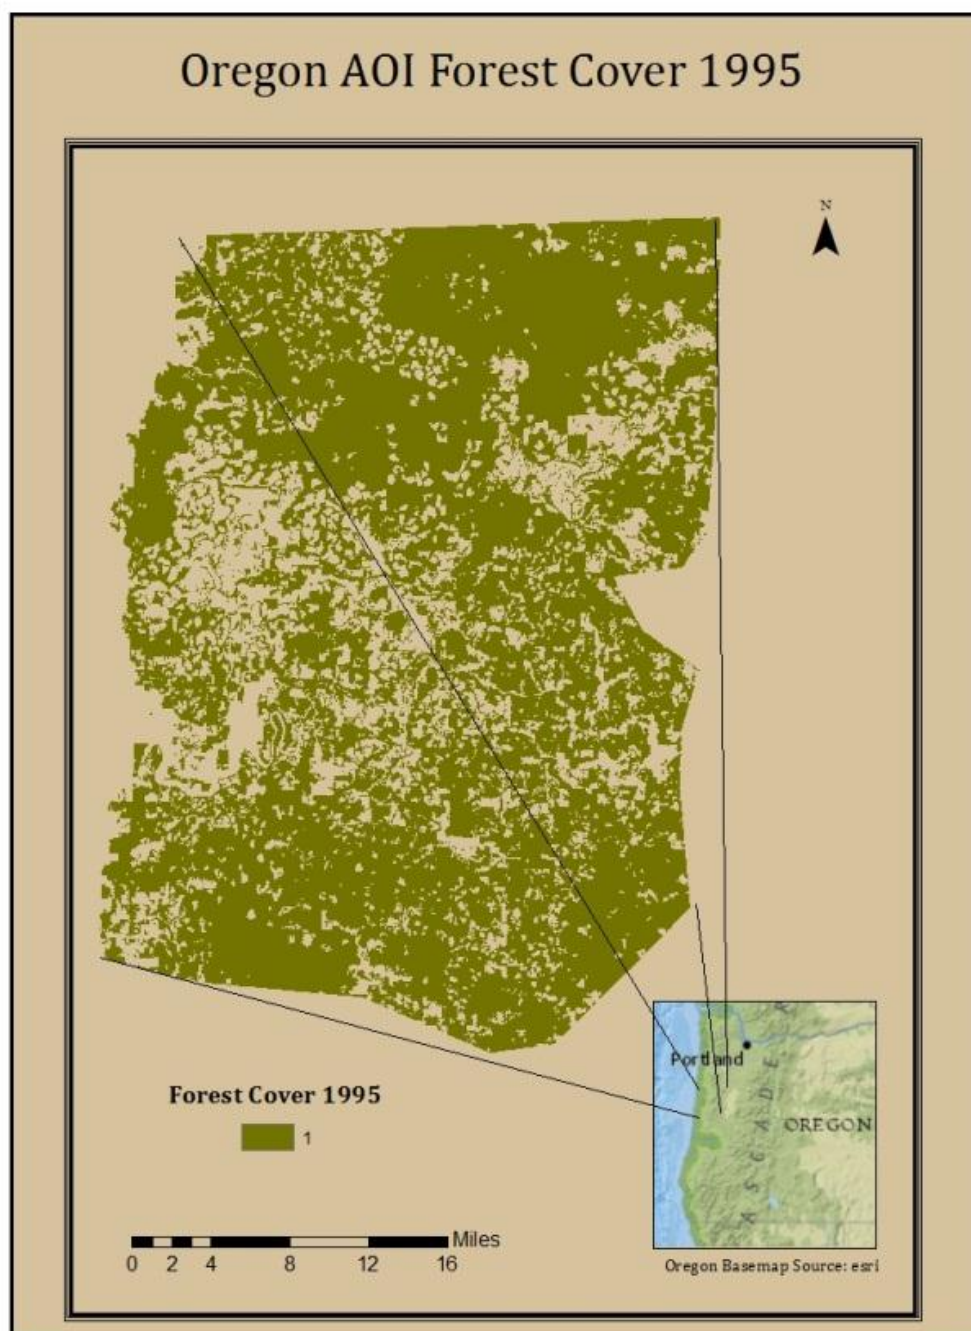 Oregon AOI Forest Cover 1995
N
Forest Cover 1995
1
Miles
0 2 4 8 12 16
Portland
OREGON
Oregon Basemap Source: esri